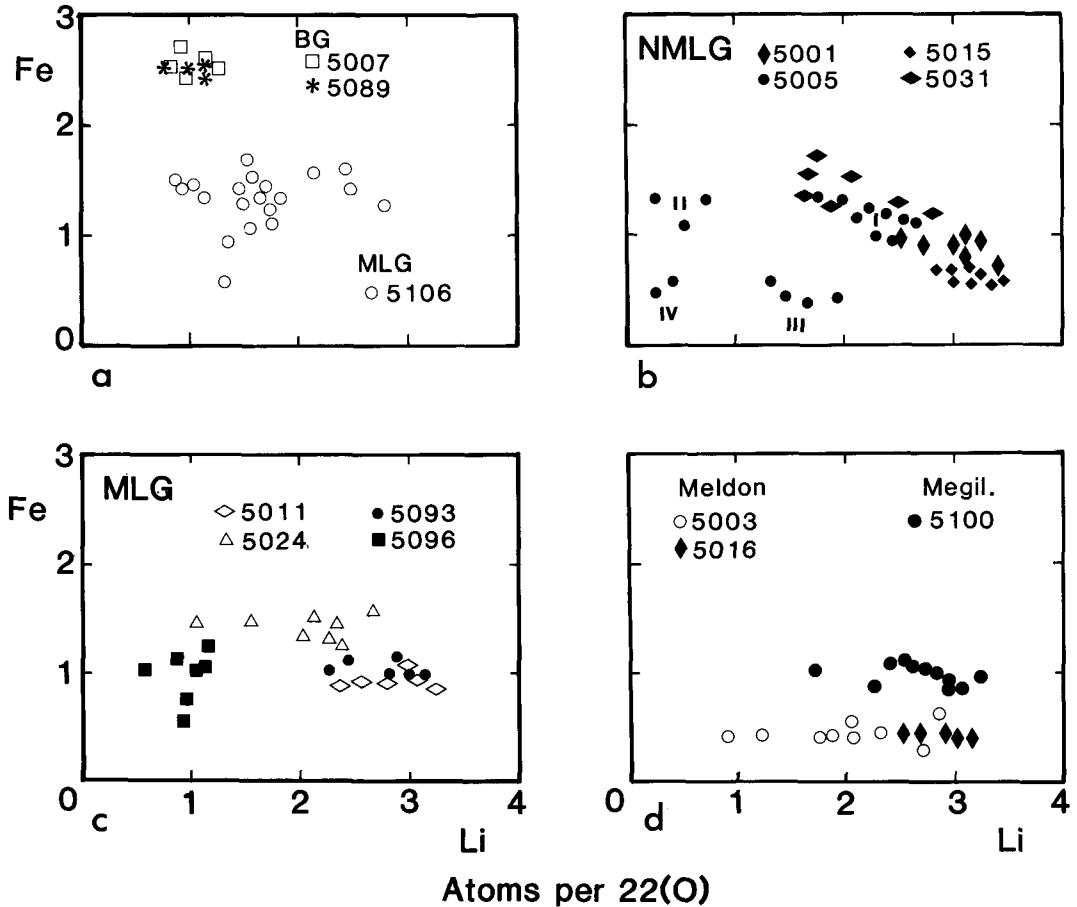 3
Fe
2
1
0
BG
□ 5007
* 5089
MLG
○ 5106
a
NMLG
♦ 5001
● 5005
◆ 5015
◆ 5031
I
II
III
IV
b
3
Fe
2
1
0
MLG
◇ 5011
△ 5024.
● 5093
■ 5096
1 2 3 4
c
Li
Meldon
○ 5003
♦ 5016
Megil.
● 5100
0 1 2 3 4
d
Li
Atoms per 22(O)